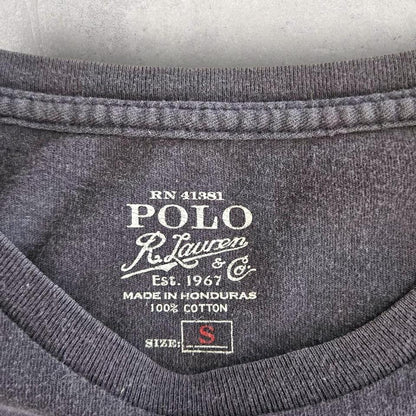 RN 41381
POLO
R. Lauren
& Co.
Est. 1967
MADE IN HONDURAS
100% COTTON
SIZE: S